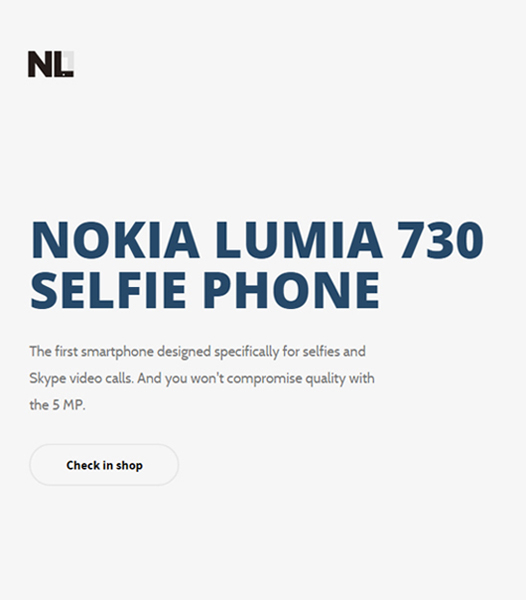 NL1
NOKIA LUMIA 730
SELFIE PHONE
The first smartphone designed specifically for selfies and
Skype video calls. And you won't compromise quality with
the 5 MP.
Check in shop